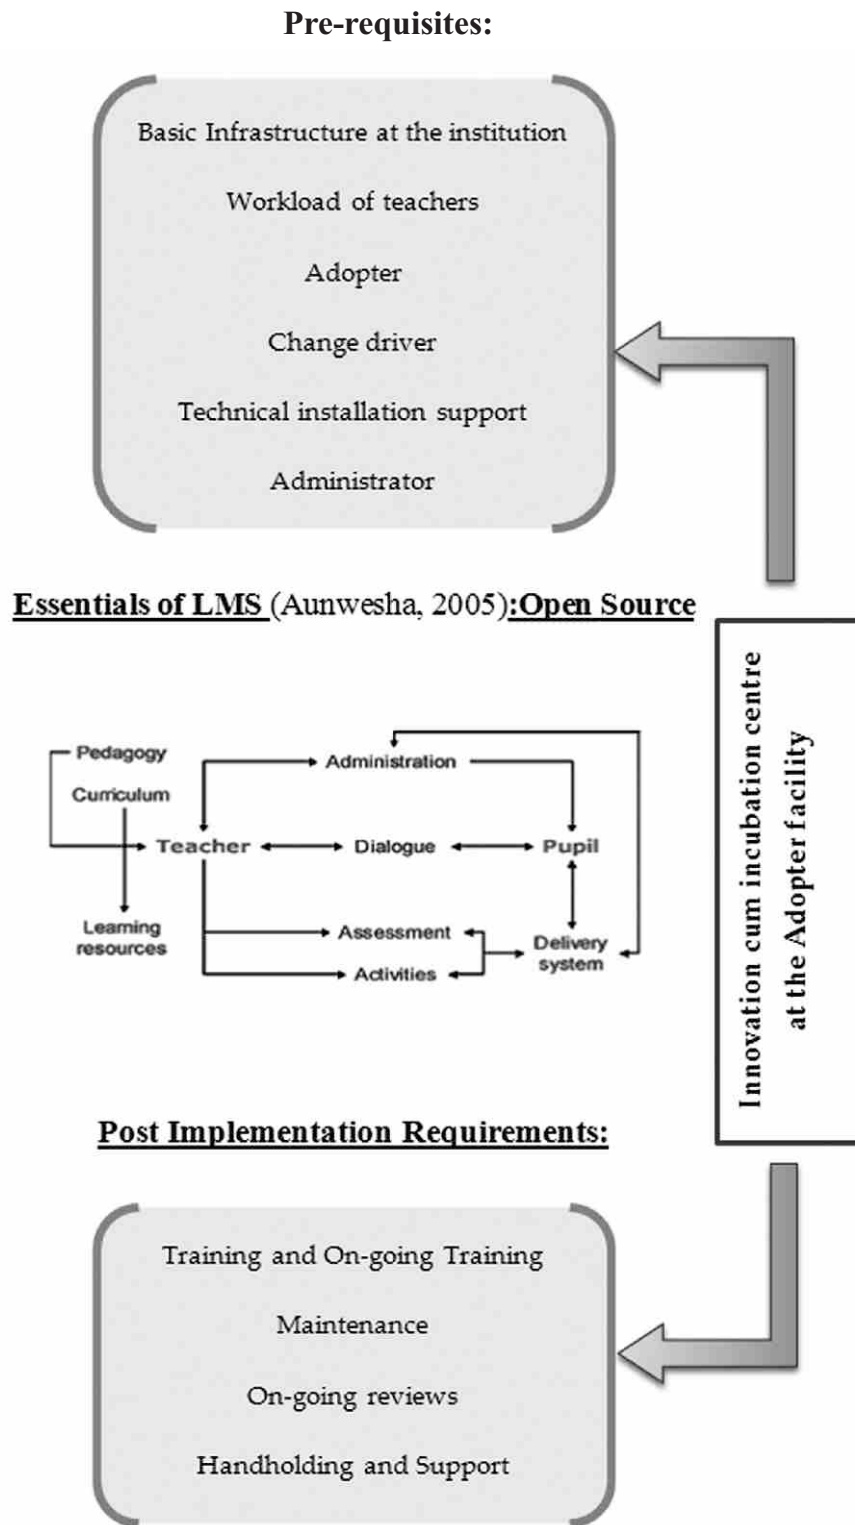 Pre-requisites:
Basic Infrastructure at the institution
Workload of teachers
Adopter
Change driver
Technical installation support
Administrator
Essentials of LMS (Aunwesha, 2005):Open Source
Pedagogy
Curriculum
Administration
Teacher
Dialogue
Pupil
Learning
resources
Assessment
Activities
Delivery
system
Innovation cum incubation centre
at the Adopter facility
Post Implementation Requirements:
Training and On-going Training
Maintenance
On-going reviews
Handholding and Support